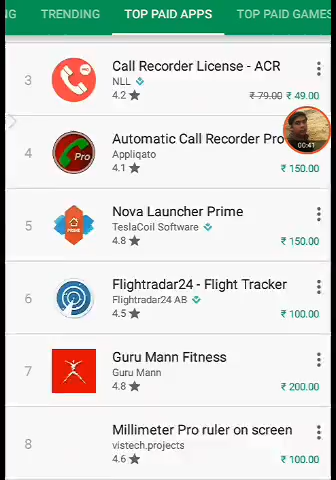 NG TRENDING TOP PAID APPS TOP PAID GAMES
3 Call Recorder License - ACR
NLL
4.2 ₹ 79.00 ₹ 49.00
4 Automatic Call Recorder Pro
Appliqato
4.1 ₹ 150.00
Pro
00:41
5 Nova Launcher Prime
TeslaCoil Software
4.8 ₹ 150.00
PRIME
6 Flightradar24 - Flight Tracker
Flightradar24 AB
4.5 ₹ 100.00
7 Guru Mann Fitness
Guru Mann
4.8 ₹ 200.00
8 Millimeter Pro ruler on screen
vistech.projects
4.6 ₹ 100.00